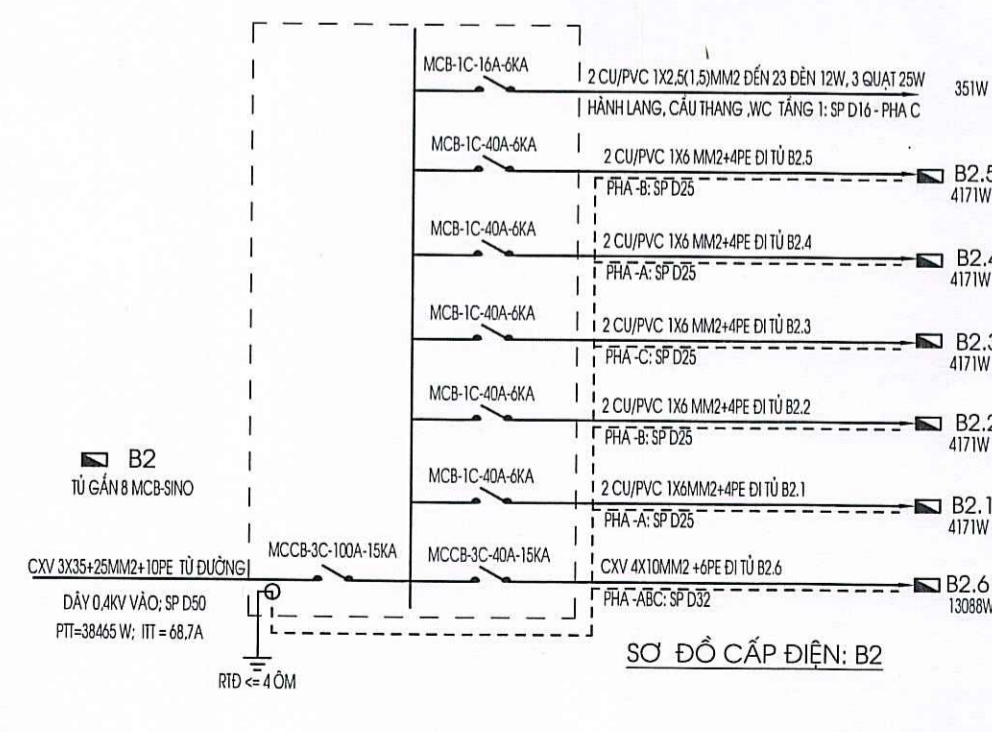 MCB-1C-16A-6KA
2 CU/PVC 1X2,5(1,5)MM2 ĐẾN 23 ĐÈN 12W, 3 QUẠT 25W
351W
HÀNH LANG, CẦU THANG ,WC TẦNG 1: SP D16 - PHA C
MCB-1C-40A-6KA
2 CU/PVC 1X6 MM2+4PE ĐI TỦ B2.5
B2.5
PHA -B: SP D25
4171W
MCB-1C-40A-6KA
2 CU/PVC 1X6 MM2+4PE ĐI TỦ B2.4
B2.4
PHA -A: SP D25
4171W
MCB-1C-40A-6KA
2 CU/PVC 1X6 MM2+4PE ĐI TỦ B2.3
B2.3
PHA -C: SP D25
4171W
MCB-1C-40A-6KA
2 CU/PVC 1X6 MM2+4PE ĐI TỦ B2.2
B2.2
PHA -B: SP D25
4171W
B2
TỦ GẮN 8 MCB-SINO
MCB-1C-40A-6KA
2 CU/PVC 1X6MM2+4PE ĐI TỦ B2.1
B2.1
PHA -A: SP D25
4171W
CXV 3X35+25MM2+10PE TỪ ĐƯỜNG
MCCB-3C-100A-15KA
MCCB-3C-40A-15KA
CXV 4X10MM2 +6PE ĐI TỦ B2.6
B2.6
DÂY 0,4KV VÀO; SP D50
PHA -ABC: SP D32
13088W
PTT=38465 W; ITT = 68,7A
RTĐ <= 4 ÔM
SƠ ĐỒ CẤP ĐIỆN: B2